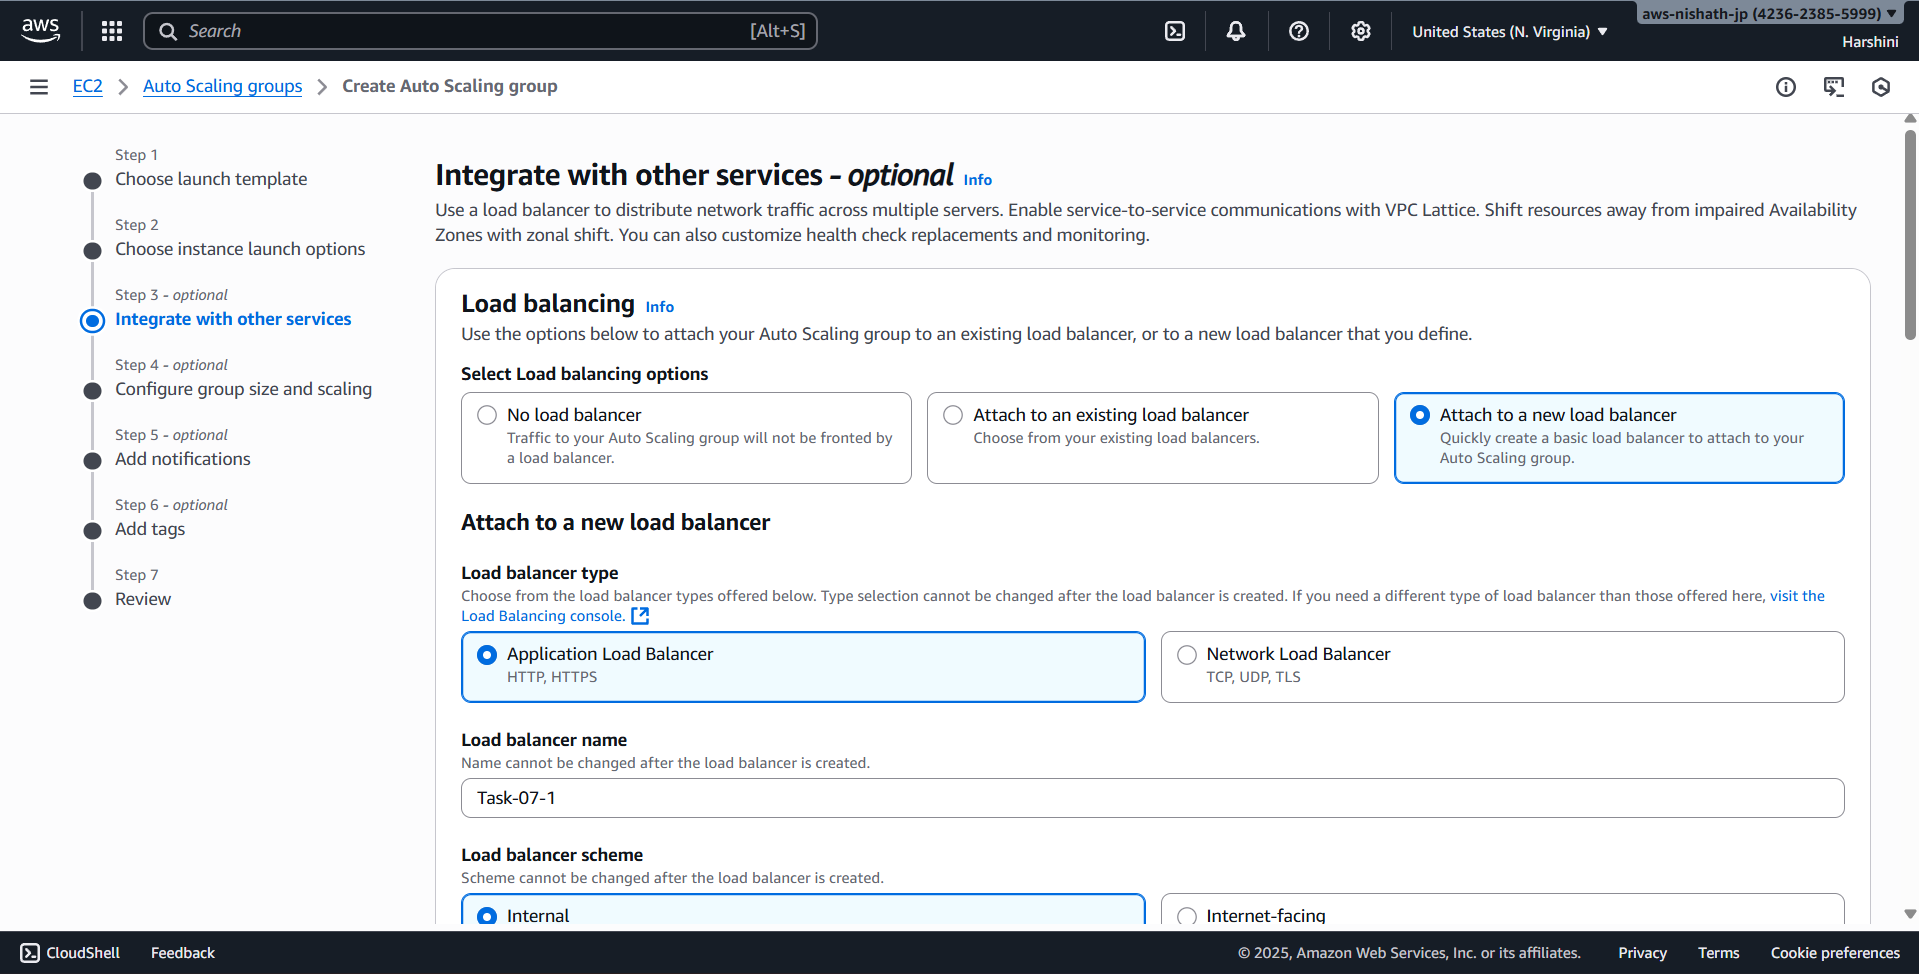 aws
Search [Alt+S]
United States (N. Virginia) ▼
aws-nishath-jp (4236-2385-5999) ▼
Harshini
EC2 > Auto Scaling groups > Create Auto Scaling group
Step 1
Choose launch template
Step 2
Choose instance launch options
Step 3 - optional
Integrate with other services
Step 4 - optional
Configure group size and scaling
Step 5 - optional
Add notifications
Step 6 - optional
Add tags
Step 7
Review
Integrate with other services - optional Info
Use a load balancer to distribute network traffic across multiple servers. Enable service-to-service communications with VPC Lattice. Shift resources away from impaired Availability
Zones with zonal shift. You can also customize health check replacements and monitoring.
Load balancing Info
Use the options below to attach your Auto Scaling group to an existing load balancer, or to a new load balancer that you define.
Select Load balancing options
No load balancer
Traffic to your Auto Scaling group will not be fronted by
a load balancer.
Attach to an existing load balancer
Choose from your existing load balancers.
Attach to a new load balancer
Quickly create a basic load balancer to attach to your
Auto Scaling group.
Attach to a new load balancer
Load balancer type
Choose from the load balancer types offered below. Type selection cannot be changed after the load balancer is created. If you need a different type of load balancer than those offered here, visit the
Load Balancing console.
Application Load Balancer
HTTP, HTTPS
Network Load Balancer
TCP, UDP, TLS
Load balancer name
Name cannot be changed after the load balancer is created.
Task-07-1
Load balancer scheme
Scheme cannot be changed after the load balancer is created.
Internal
Internet-facing
CloudShell Feedback © 2025, Amazon Web Services, Inc. or its affiliates. Privacy Terms Cookie preferences